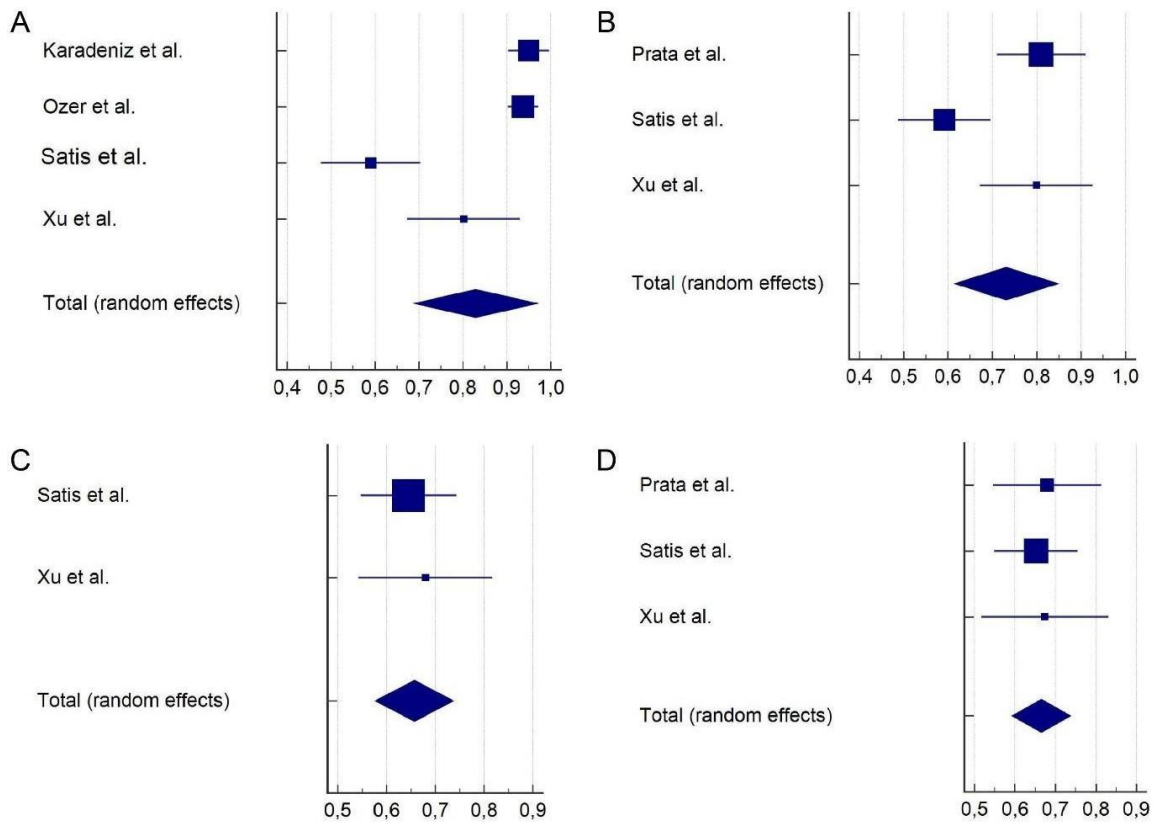 A
Karadeniz et al.
Ozer et al.
Satis et al.
Xu et al.
Total (random effects)
0,4 0,5 0,6 0,7 0,8 0,9 1,0
B
Prata et al.
Satis et al.
Xu et al.
Total (random effects)
0,4 0,5 0,6 0,7 0,8 0,9 1,0
C
Satis et al.
Xu et al.
Total (random effects)
0,5 0,6 0,7 0,8 0,9
D
Prata et al.
Satis et al.
Xu et al.
Total (random effects)
0,5 0,6 0,7 0,8 0,9